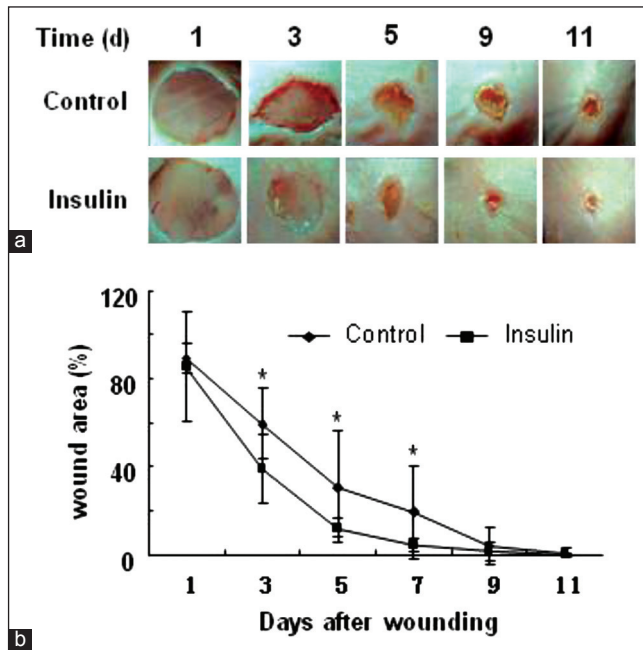 Time (d) 1 3 5 9 11
Control
Insulin
a
120
80
40
0
wound area (%)
Control Insulin
*
*
*
1 3 5 7 9 11
Days after wounding
b